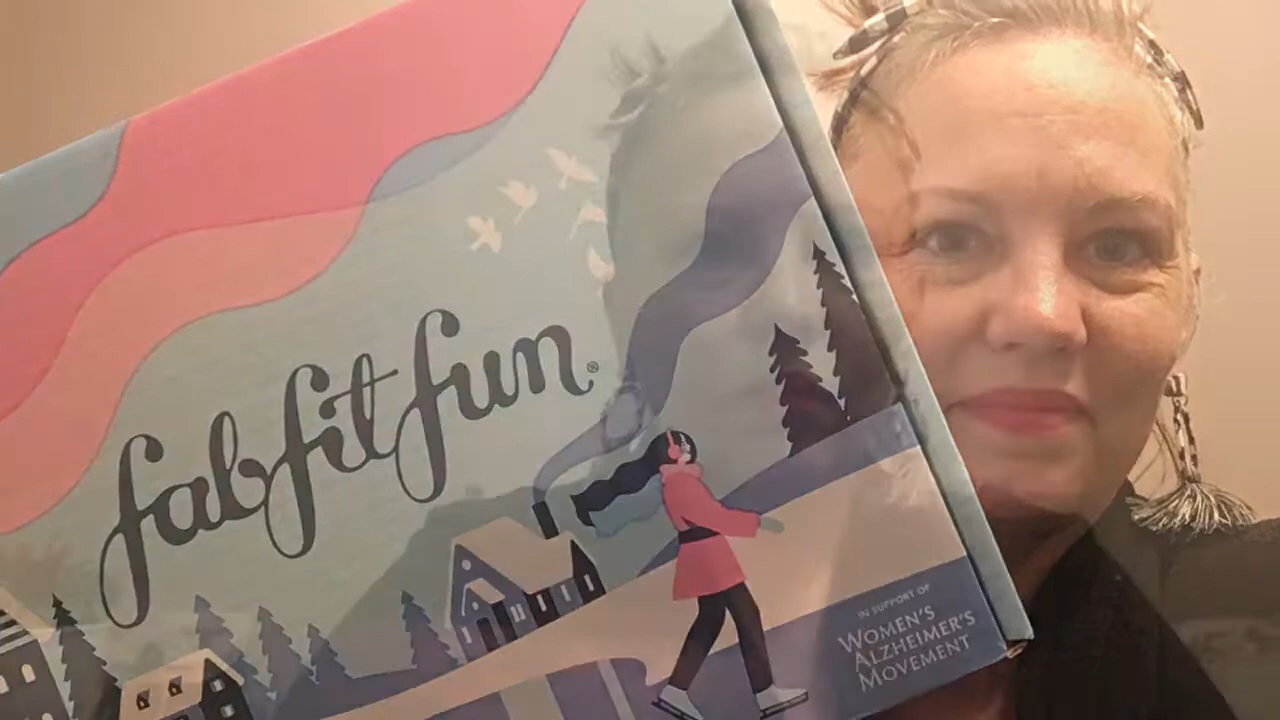 fabfitfun®
IN SUPPORT OF
WOMEN'S
ALZHEIMER'S
MOVEMENT